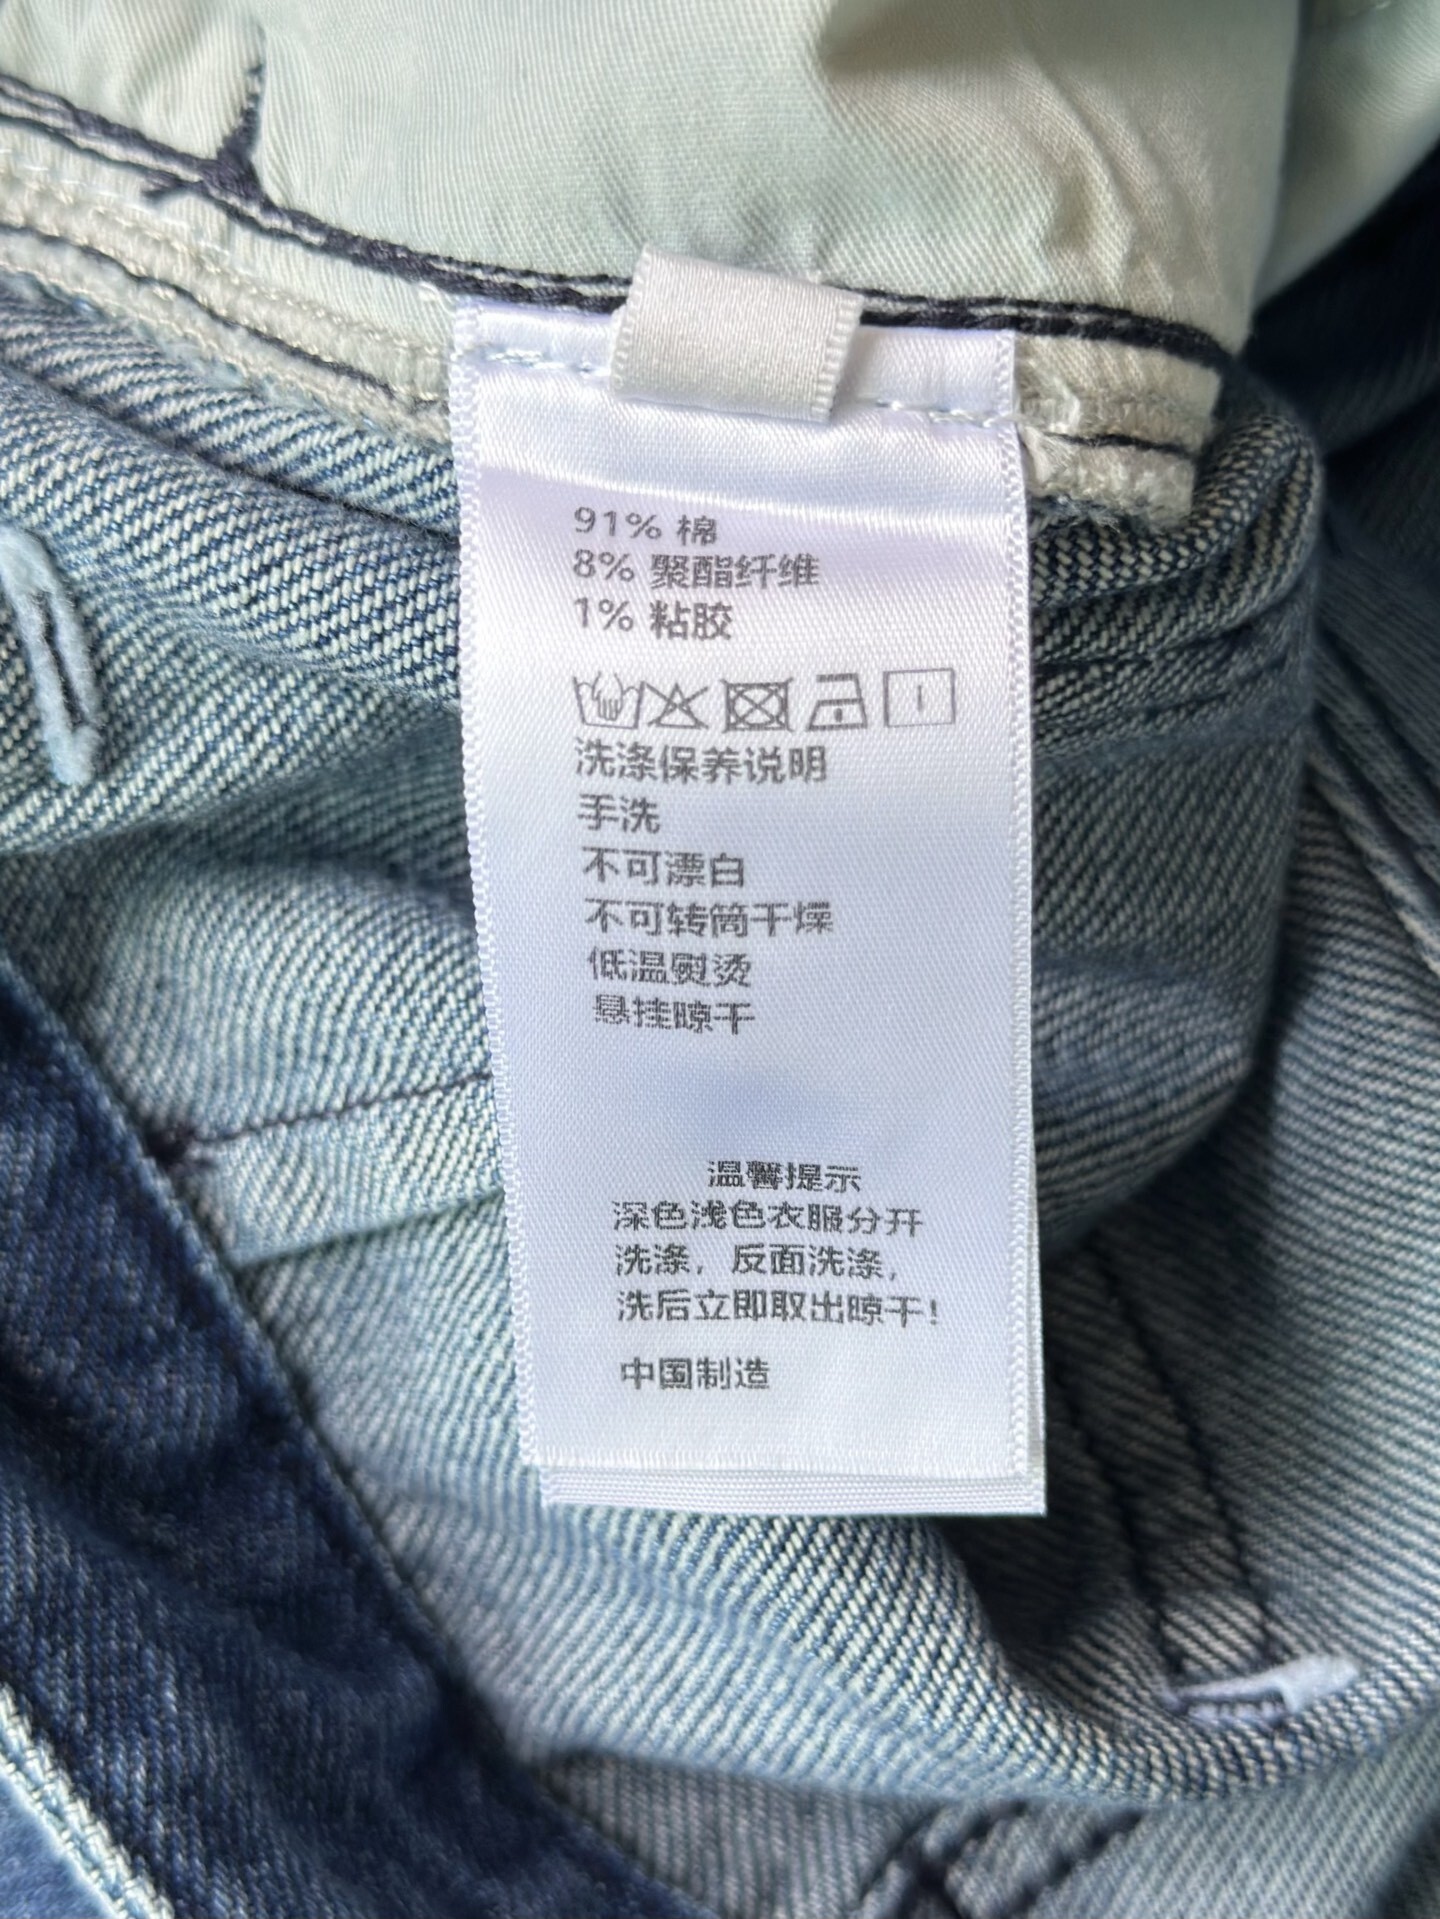 91% 棉
8% 聚酯纤维
1% 粘胶
洗涤保养说明
手洗
不可漂白
不可转筒干燥
低温熨烫
悬挂晾干
温馨提示
深色浅色衣服分开
洗涤，反面洗涤，
洗后立即取出晾干！
中国制造